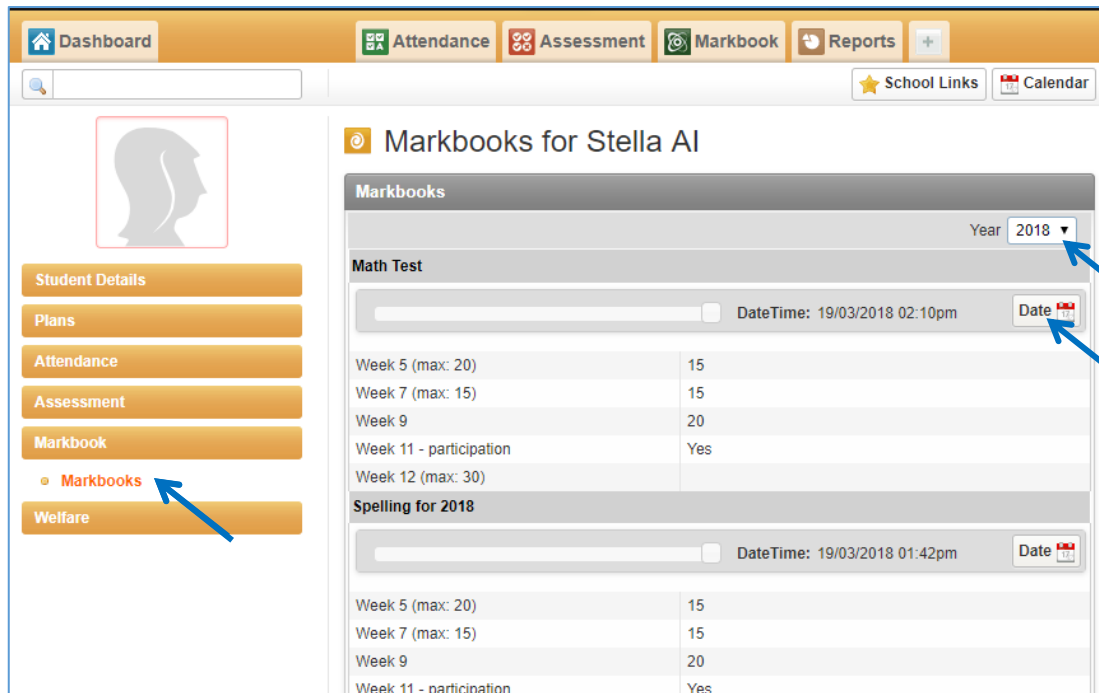 Dashboard Attendance Assessment Markbook Reports +
School Links Calendar
Markbooks for Stella AI
Markbooks
Year 2018
Math Test
DateTime: 19/03/2018 02:10pm Date
Week 5 (max: 20) 15
Week 7 (max: 15) 15
Week 9 20
Week 11 - participation Yes
Week 12 (max: 30)
Spelling for 2018
DateTime: 19/03/2018 01:42pm Date
Week 5 (max: 20) 15
Week 7 (max: 15) 15
Week 9 20
Week 11 - participation Yes
Student Details
Plans
Attendance
Assessment
Markbook
Markbooks
Welfare